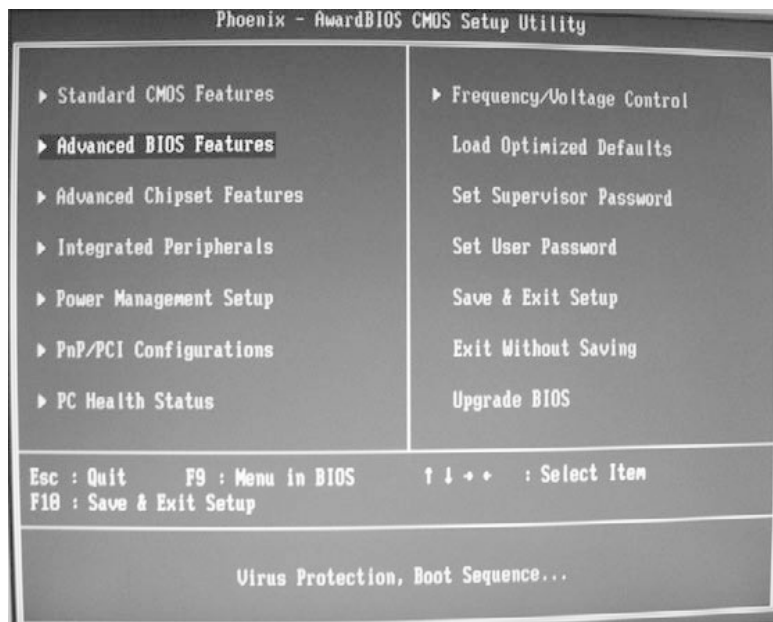 Phoenix - AwardBIOS CMOS Setup Utility
Standard CMOS Features
Advanced BIOS Features
Advanced Chipset Features
Integrated Peripherals
Power Management Setup
PnP/PCI Configurations
PC Health Status
Frequency/Voltage Control
Load Optimized Defaults
Set Supervisor Password
Set User Password
Save & Exit Setup
Exit Without Saving
Upgrade BIOS
Esc : Quit F9 : Menu in BIOS ↑ ↓ → ← : Select Item
F10 : Save & Exit Setup
Virus Protection, Boot Sequence...